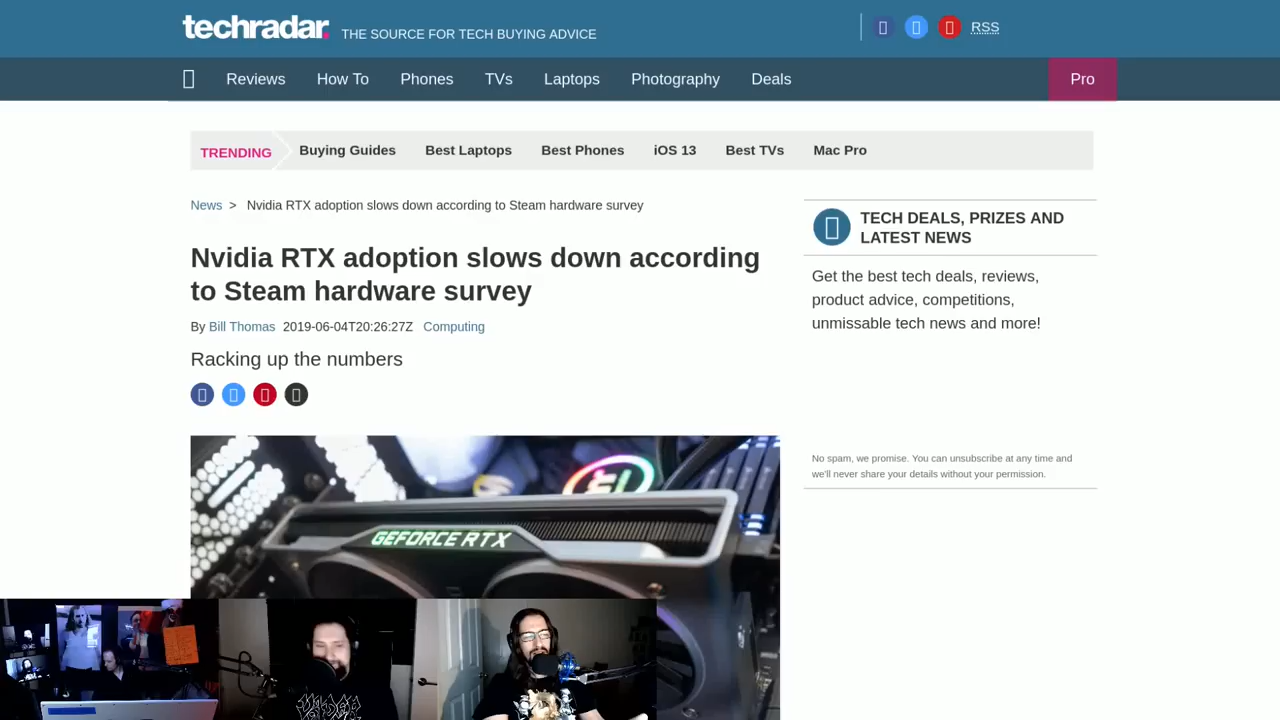 techradar.
THE SOURCE FOR TECH BUYING ADVICE
RSS
Reviews
How To
Phones
TVs
Laptops
Photography
Deals
Pro
TRENDING
Buying Guides
Best Laptops
Best Phones
iOS 13
Best TVs
Mac Pro
News > Nvidia RTX adoption slows down according to Steam hardware survey
Nvidia RTX adoption slows down according
to Steam hardware survey
By Bill Thomas 2019-06-04T20:26:27Z Computing
Racking up the numbers
GEFORCE RTX
TECH DEALS, PRIZES AND
LATEST NEWS
Get the best tech deals, reviews,
product advice, competitions,
unmissable tech news and more!
No spam, we promise. You can unsubscribe at any time and
we'll never share your details without your permission.